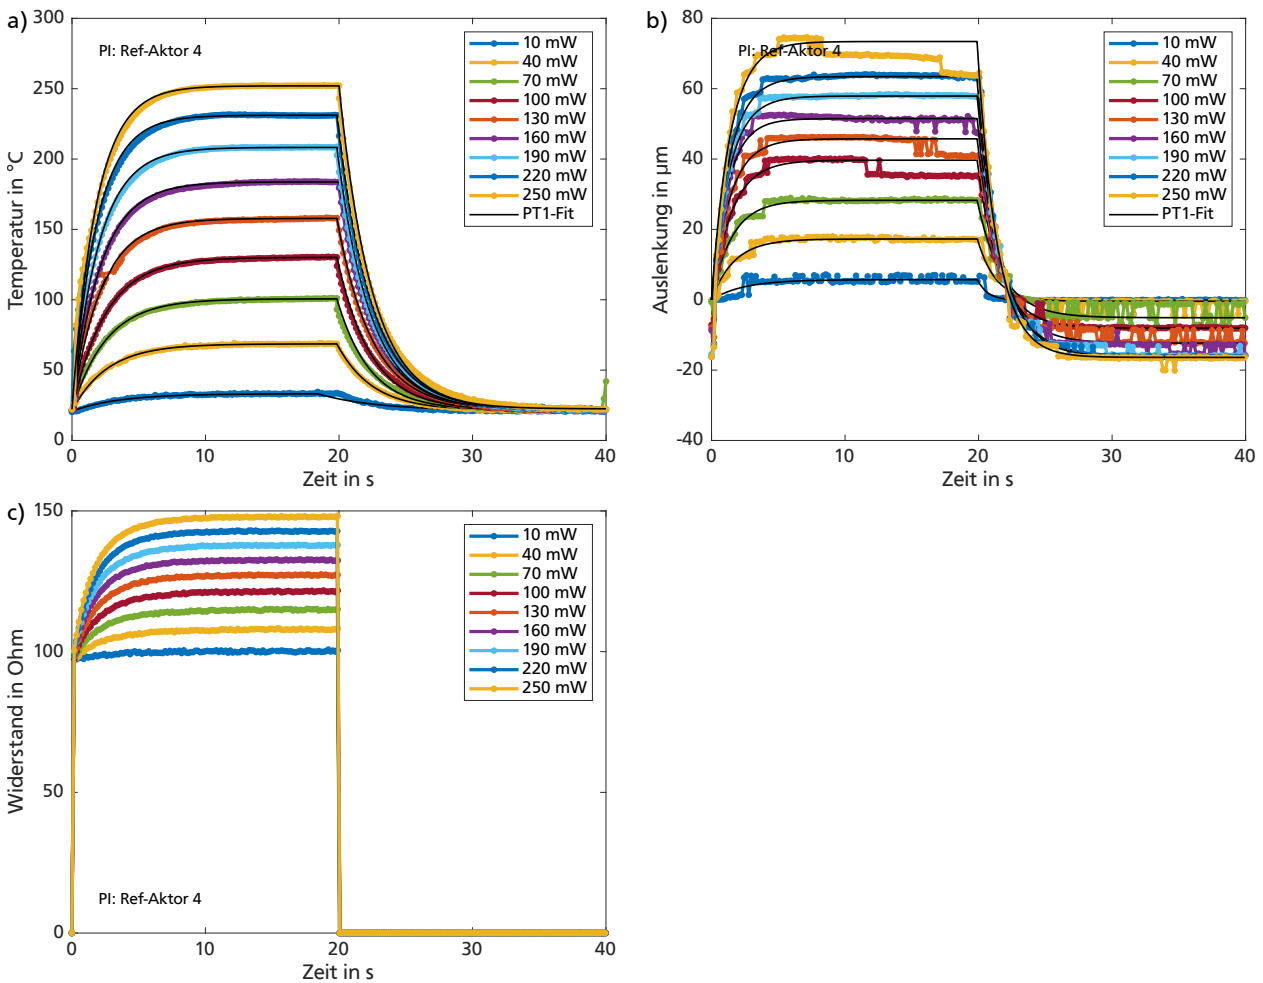 a)
300
250
200
150
100
50
0
0 10 20 30 40
Temperatur in °C
Zeit in s
PI: Ref-Aktor 4
10 mW
40 mW
70 mW
100 mW
130 mW
160 mW
190 mW
220 mW
250 mW
PT1-Fit
b)
80
60
40
20
0
-20
-40
0 10 20 30 40
Auslenkung in µm
Zeit in s
PI: Ref-Aktor 4
10 mW
40 mW
70 mW
100 mW
130 mW
160 mW
190 mW
220 mW
250 mW
PT1-Fit
c)
150
100
50
0
0 10 20 30 40
Widerstand in Ohm
Zeit in s
PI: Ref-Aktor 4
10 mW
40 mW
70 mW
100 mW
130 mW
160 mW
190 mW
220 mW
250 mW